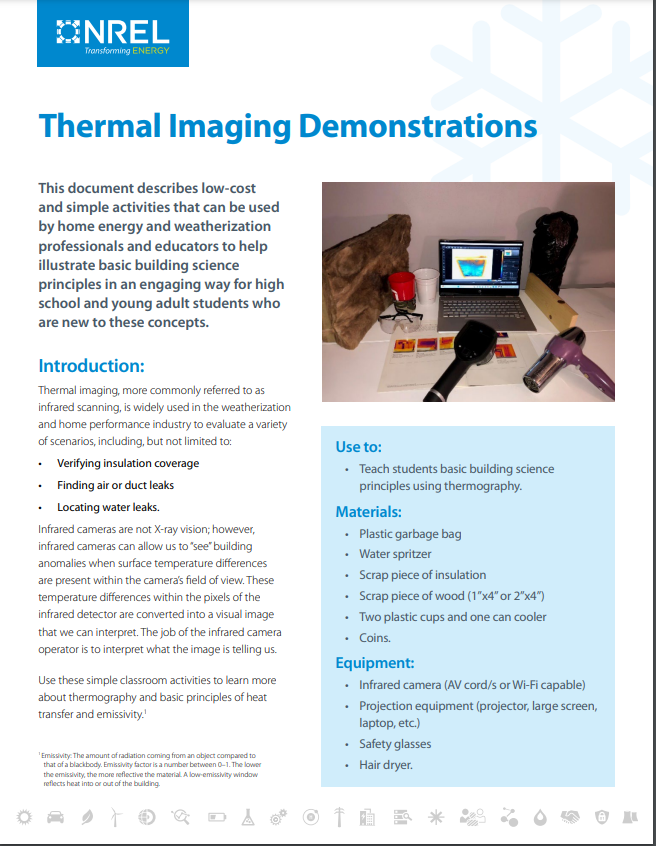 NREL
Transforming ENERGY
Thermal Imaging Demonstrations
This document describes low-cost
and simple activities that can be used
by home energy and weatherization
professionals and educators to help
illustrate basic building science
principles in an engaging way for high
school and young adult students who
are new to these concepts.
Introduction:
Thermal imaging, more commonly referred to as
infrared scanning, is widely used in the weatherization
and home performance industry to evaluate a variety
of scenarios, including, but not limited to:
• Verifying insulation coverage
• Finding air or duct leaks
• Locating water leaks.
Infrared cameras are not X-ray vision; however,
infrared cameras can allow us to “see” building
anomalies when surface temperature differences
are present within the camera’s field of view. These
temperature differences within the pixels of the
infrared detector are converted into a visual image
that we can interpret. The job of the infrared camera
operator is to interpret what the image is telling us.
Use these simple classroom activities to learn more
about thermography and basic principles of heat
transfer and emissivity.¹
¹ Emissivity: The amount of radiation coming from an object compared to
that of a blackbody. Emissivity factor is a number between 0–1. The lower
the emissivity, the more reflective the material. A low-emissivity window
reflects heat into or out of the building.
Use to:
• Teach students basic building science
principles using thermography.
Materials:
• Plastic garbage bag
• Water spritzer
• Scrap piece of insulation
• Scrap piece of wood (1”x4” or 2”x4”)
• Two plastic cups and one can cooler
• Coins.
Equipment:
• Infrared camera (AV cord/s or Wi-Fi capable)
• Projection equipment (projector, large screen,
laptop, etc.)
• Safety glasses
• Hair dryer.